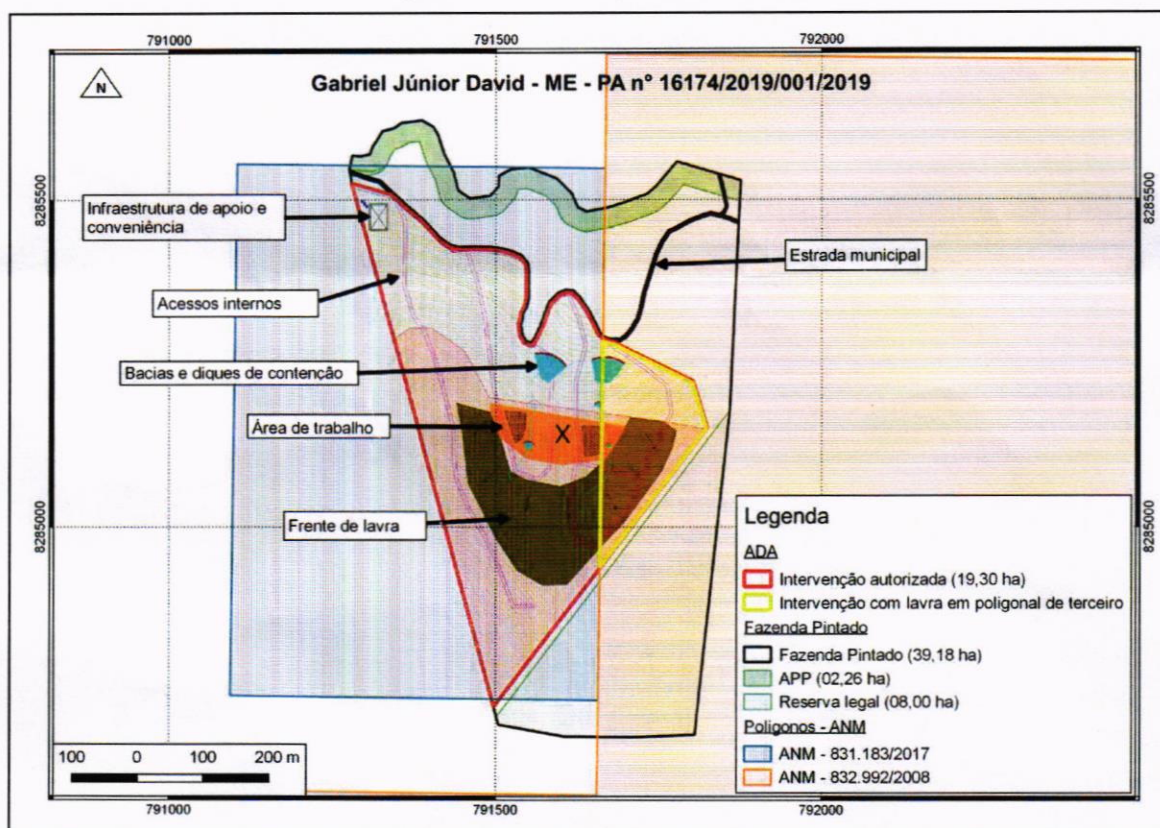 791000
791500
792000
N
Gabriel Júnior David - ME - PA n° 16174/2019/001/2019
8285500
8285500
Infraestrutura de apoio e
conveniência
Estrada municipal
Acessos internos
Bacias e diques de contenção
Área de trabalho
X
Frente de lavra
8285000
8285000
Legenda
ADA
Intervenção autorizada (19,30 ha)
Intervenção com lavra em poligonal de terceiro
Fazenda Pintado
Fazenda Pintado (39,18 ha)
APP (02,26 ha)
Reserva legal (08,00 ha)
Poligonos - ANM
ANM - 831.183/2017
ANM - 832.992/2008
100 0 100 200 m
791000
791500
792000